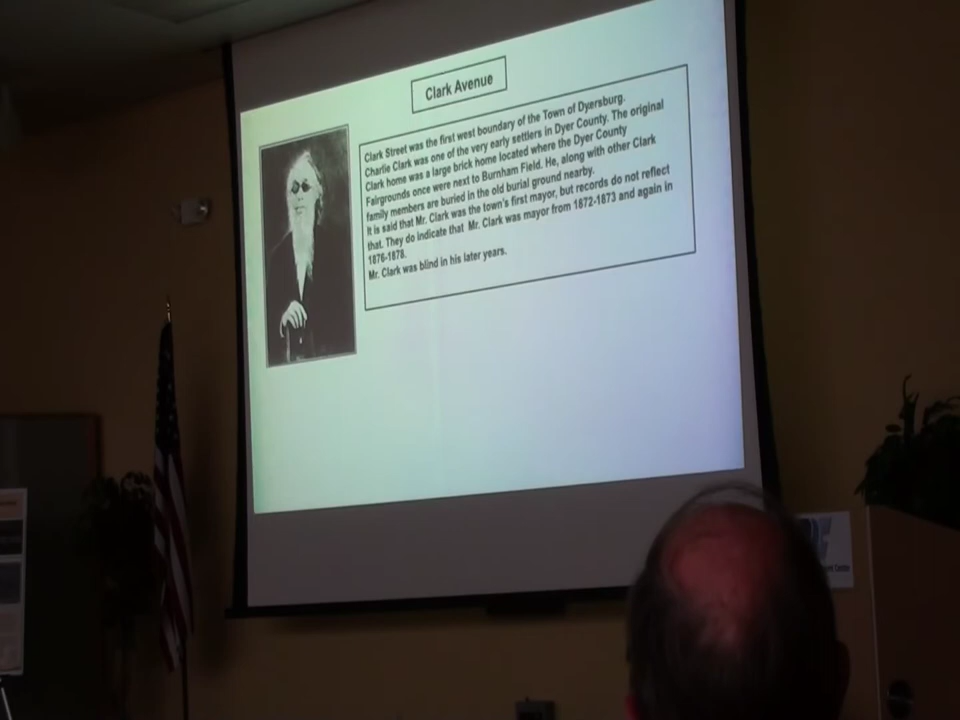 Clark Avenue
Clark Street was the first west boundary of the Town of Dyersburg.
Charlie Clark was one of the very early settlers in Dyer County. The original
Clark home was a large brick home located where the Dyer County
Fairgrounds once were next to Burnham Field. He, along with other Clark
family members are buried in the old burial ground nearby.
It is said that Mr. Clark was the town's first mayor, but records do not reflect
that. They do indicate that Mr. Clark was mayor from 1872-1873 and again in
1876-1878.
Mr. Clark was blind in his later years.